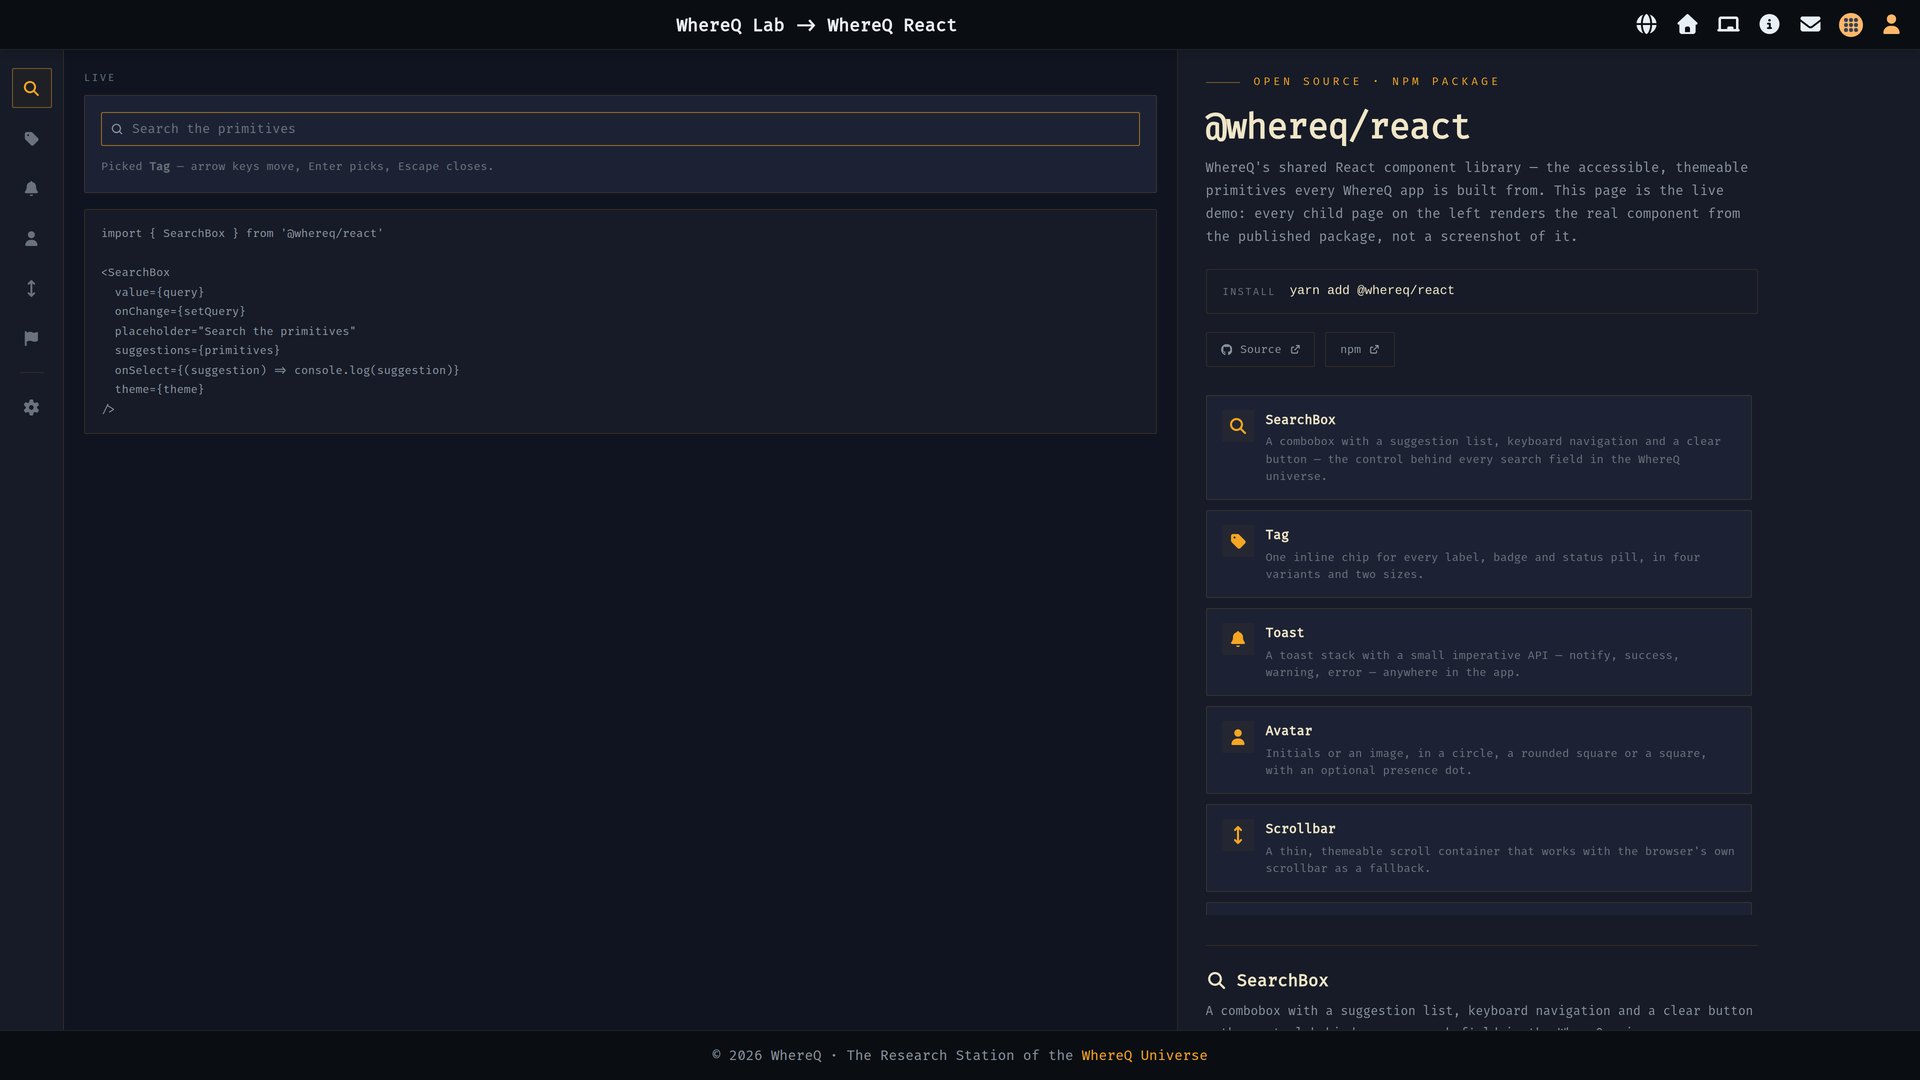 WhereQ Lab → WhereQ React
LIVE
Search the primitives
Picked Tag — arrow keys move, Enter picks, Escape closes.
import { SearchBox } from '@whereq/react'
<SearchBox
value={query}
onChange={setQuery}
placeholder="Search the primitives"
suggestions={primitives}
onSelect={(suggestion) => console.log(suggestion)}
theme={theme}
/>
OPEN SOURCE · NPM PACKAGE
@whereq/react
WhereQ's shared React component library — the accessible, themeable
primitives every WhereQ app is built from. This page is the live
demo: every child page on the left renders the real component from
the published package, not a screenshot of it.
INSTALL yarn add @whereq/react
Source
npm
SearchBox
A combobox with a suggestion list, keyboard navigation and a clear
button — the control behind every search field in the WhereQ
universe.
Tag
One inline chip for every label, badge and status pill, in four
variants and two sizes.
Toast
A toast stack with a small imperative API — notify, success,
warning, error — anywhere in the app.
Avatar
Initials or an image, in a circle, a rounded square or a square,
with an optional presence dot.
Scrollbar
A thin, themeable scroll container that works with the browser's own
scrollbar as a fallback.
SearchBox
A combobox with a suggestion list, keyboard navigation and a clear button
© 2026 WhereQ · The Research Station of the WhereQ Universe